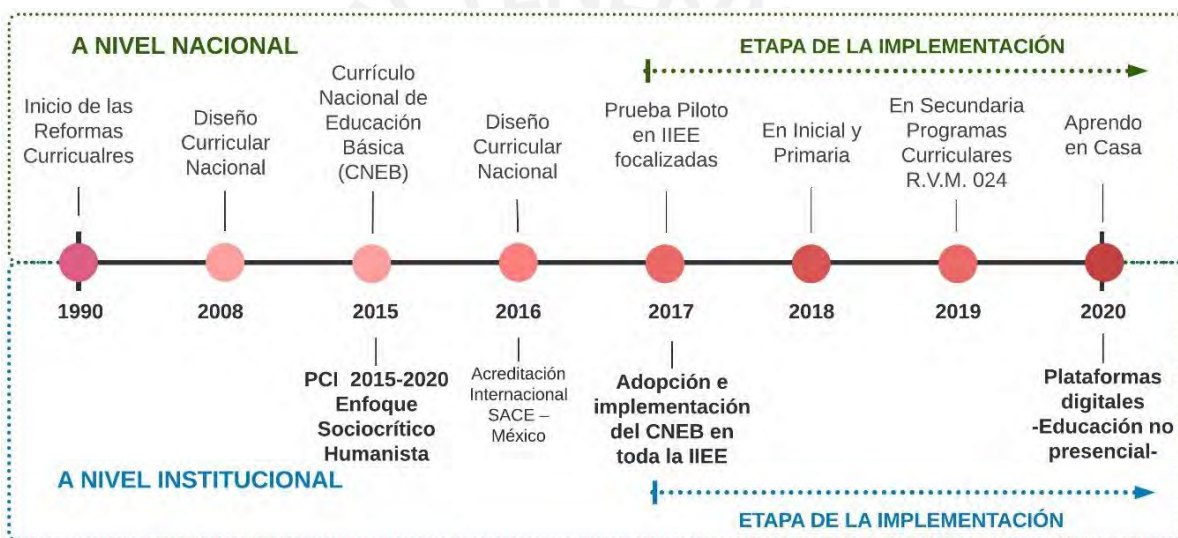 A NIVEL NACIONAL
ETAPA DE LA IMPLEMENTACIÓN
Inicio de las
Reformas
Curricualres
Diseño
Curricular
Nacional
Currículo
Nacional de
Educación
Básica
(CNEB)
Diseño
Curricular
Nacional
Prueba Piloto
en IIEE
focalizadas
En Inicial y
Primaria
En Secundaria
Programas
Curriculares
R.V.M. 024
Aprendo
en Casa
1990
2008
2015
2016
2017
2018
2019
2020
PCI 2015-2020
Enfoque
Sociocrítico
Humanista
Acreditación
Internacional
SACE –
México
Adopción e
implementación
del CNEB en
toda la IIEE
Plataformas
digitales
-Educación no
presencial-
A NIVEL INSTITUCIONAL
ETAPA DE LA IMPLEMENTACIÓN